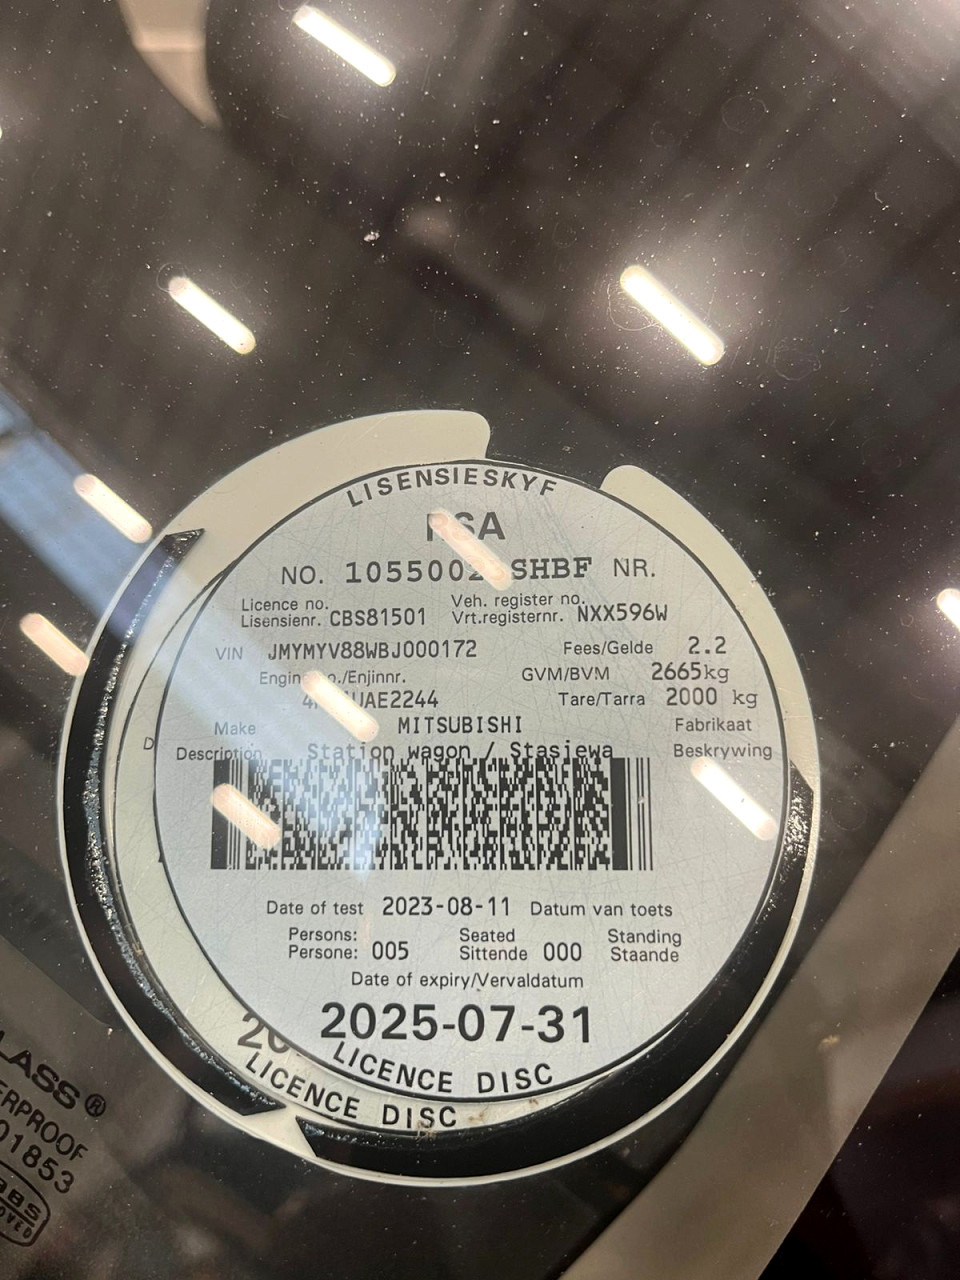 LISENSIESKYF
RSA
NO. SHBF NR.
Licence no. Veh. register no.
Lisensienr. CBS81501 Vrt.registernr. NXX596W
VIN JMYMYV88WBJ000172 Fees/Gelde 2.2
GVM/BVM 2665kg
Tare/Tarra 2000 kg
Make MITSUBISHI Fabrikaat
Description Station wagon / Stasiewa Beskrywing
Date of test 2023-08-11 Datum van toets
Persons: Seated Standing
Persone: 005 Sittende 000 Staande
Date of expiry/Vervaldatum
2025-07-31
LICENCE DISC
LICENCE DISC
LASS®
ERPROOF
01853